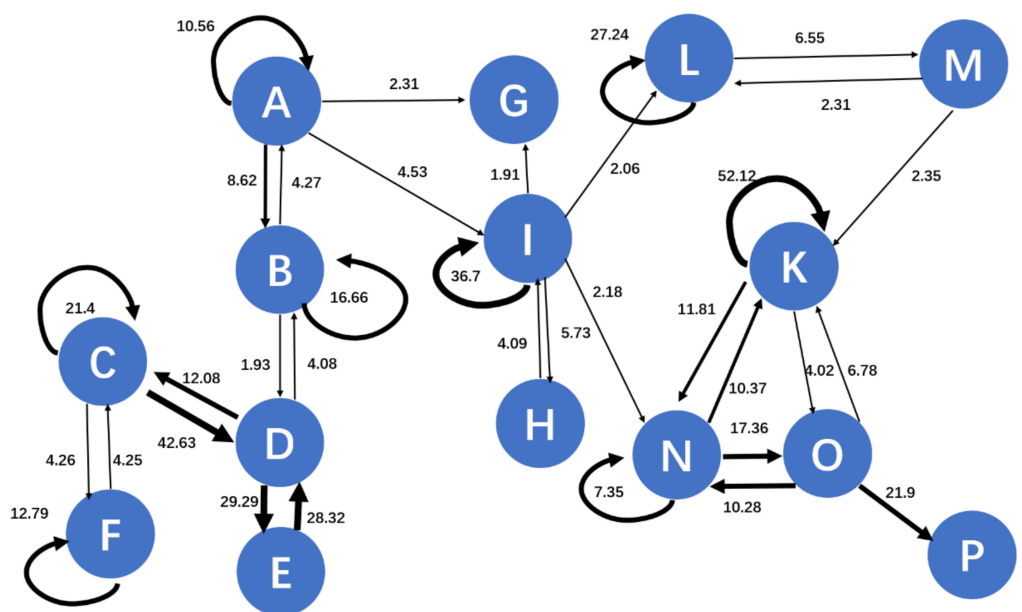 10.56
27.24
L
6.55
M
A
2.31
G
2.31
8.62
4.27
4.53
1.91
2.06
52.12
2.35
I
B
36.7
K
16.66
2.18
21.4
11.81
C
1.93
4.08
4.09
5.73
12.08
4.02
6.78
10.37
42.63
H
D
17.36
N
O
4.26
4.25
7.35
10.28
21.9
29.29
28.32
12.79
F
E
P